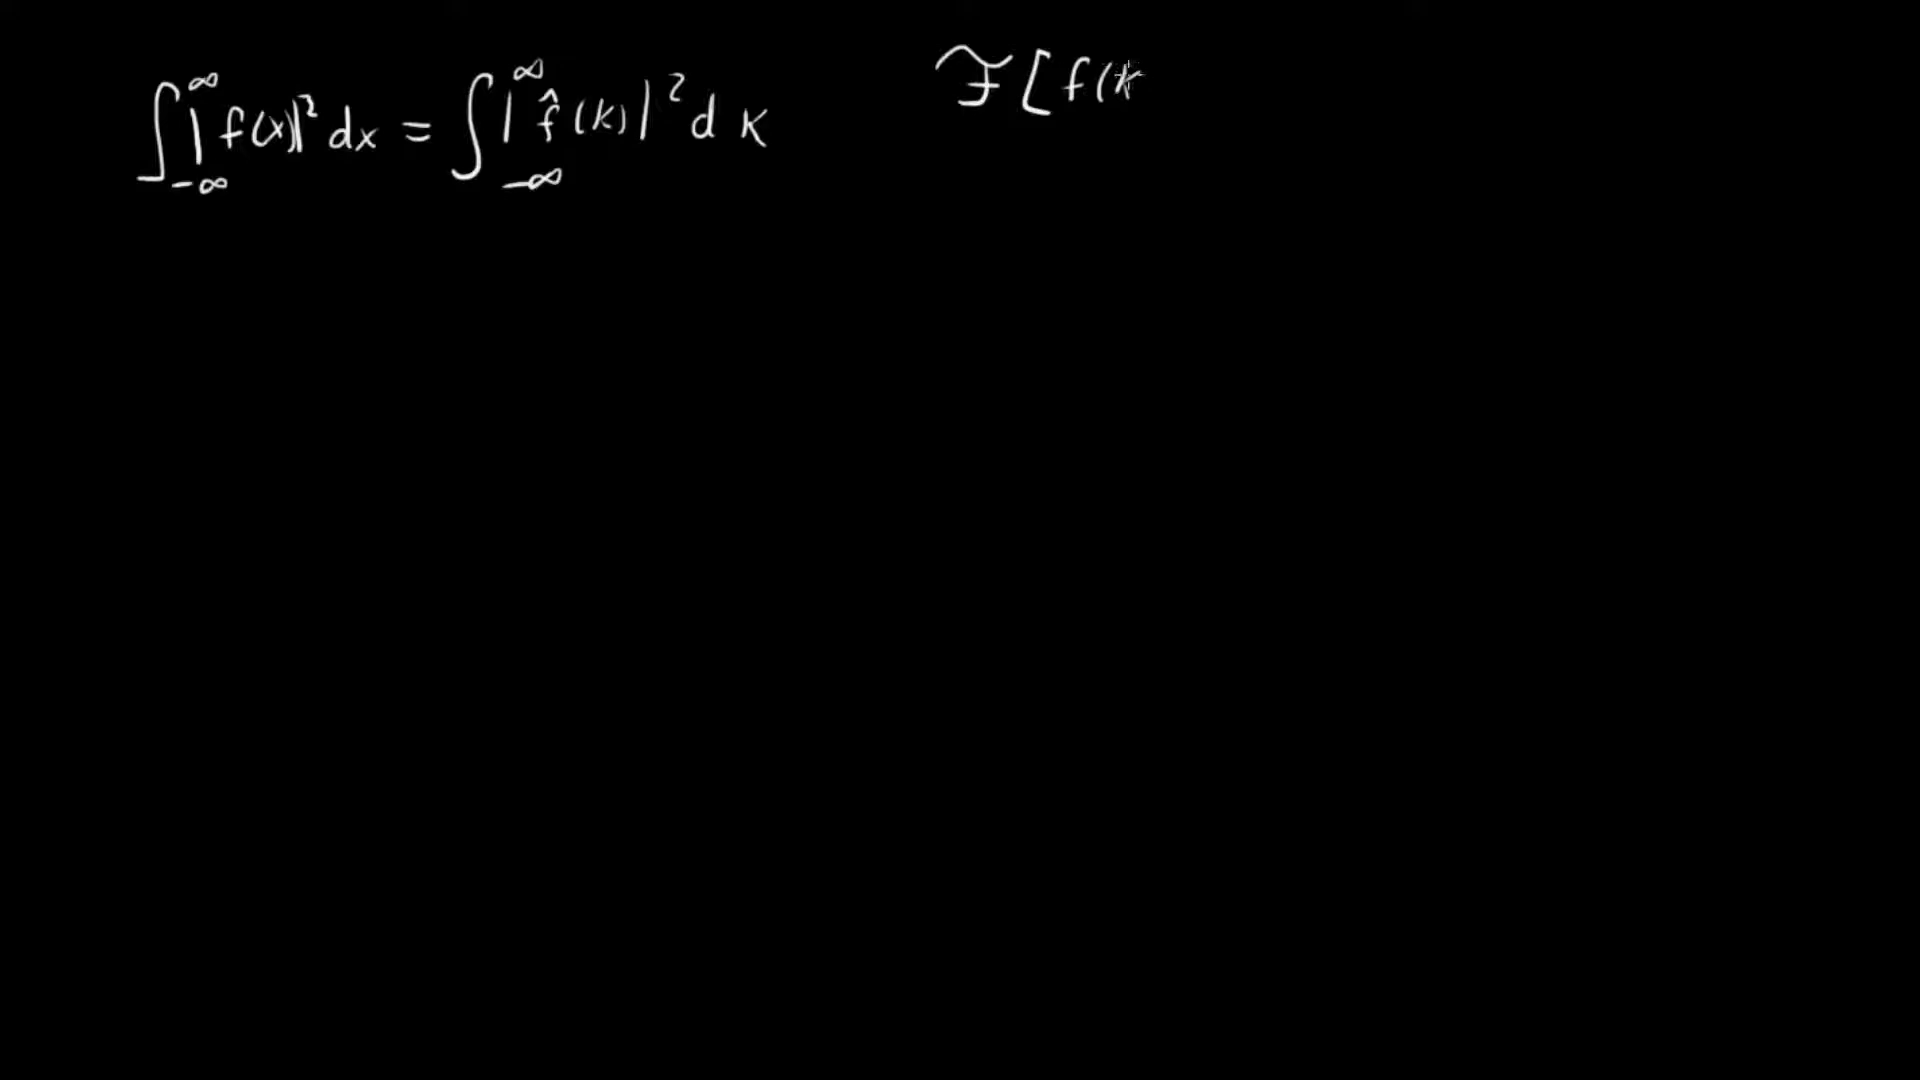 ∫_{-∞}^{∞} |f(x)|² dx = ∫_{-∞}^{∞} |f̂(k)|² dk
ℱ[f(k